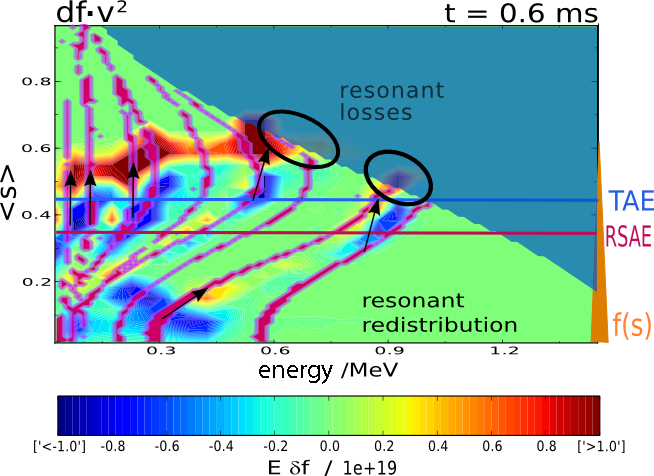 df·v²
t = 0.6 ms
<s>
0.8
0.6
0.4
0.2
resonant
losses
TAE
RSAE
resonant
redistribution
f(s)
0.3
0.6
0.9
1.2
energy /MeV
['<-1.0']
-0.8
-0.6
-0.4
-0.2
0.0
0.2
0.4
0.6
0.8
['>1.0']
E δf / 1e+19